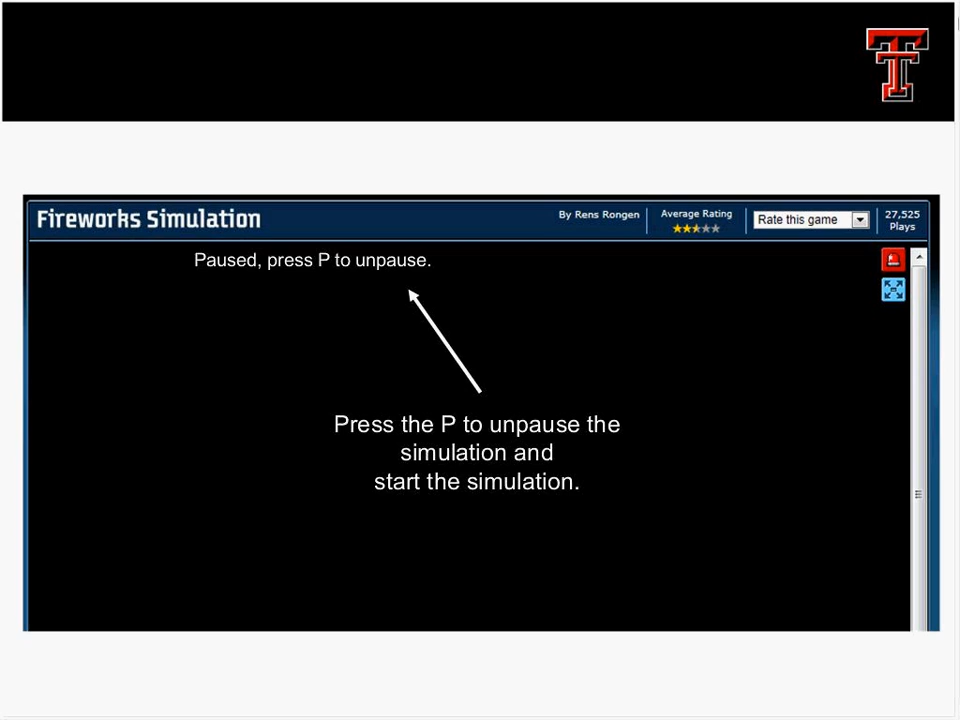 Fireworks Simulation
By Rens Rongen
Average Rating
Rate this game
27,525
Plays
Paused, press P to unpause.
Press the P to unpause the
simulation and
start the simulation.